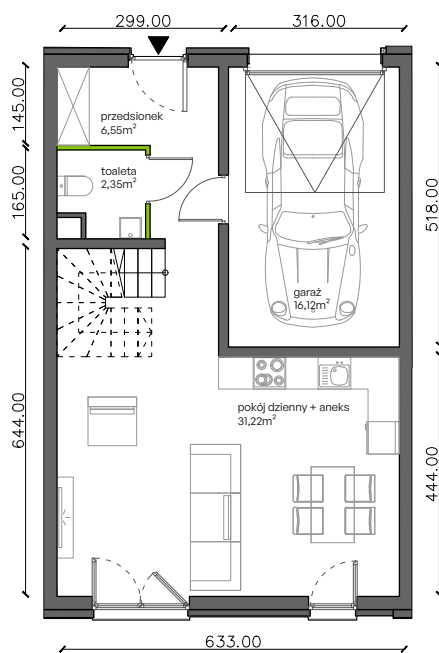 299.00
316.00
145.00
przedsionek
6,55m²
toaleta
2,35m²
165.00
518.00
garaż
16,12m²
pokój dzienny + aneks
31,22m²
644.00
444.00
633.00